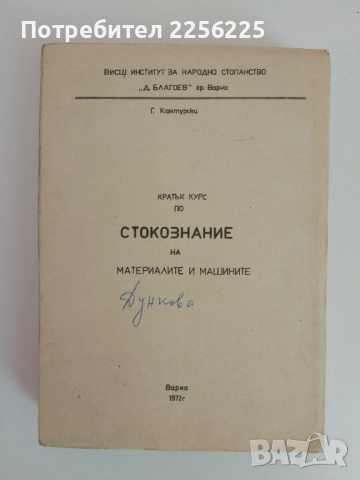 Потребител 2256225
ВИСШ ИНСТИТУТ ЗА НАРОДНО СТОПАНСТВО
„Д. БЛАГОЕВ" гр. Варна
Г. Кантурски
КРАТЪК КУРС
ПО
СТОКОЗНАНИЕ
НА
МАТЕРИАЛИТЕ И МАШИНИТЕ
Дункова
Варна
1972г
BAZAR